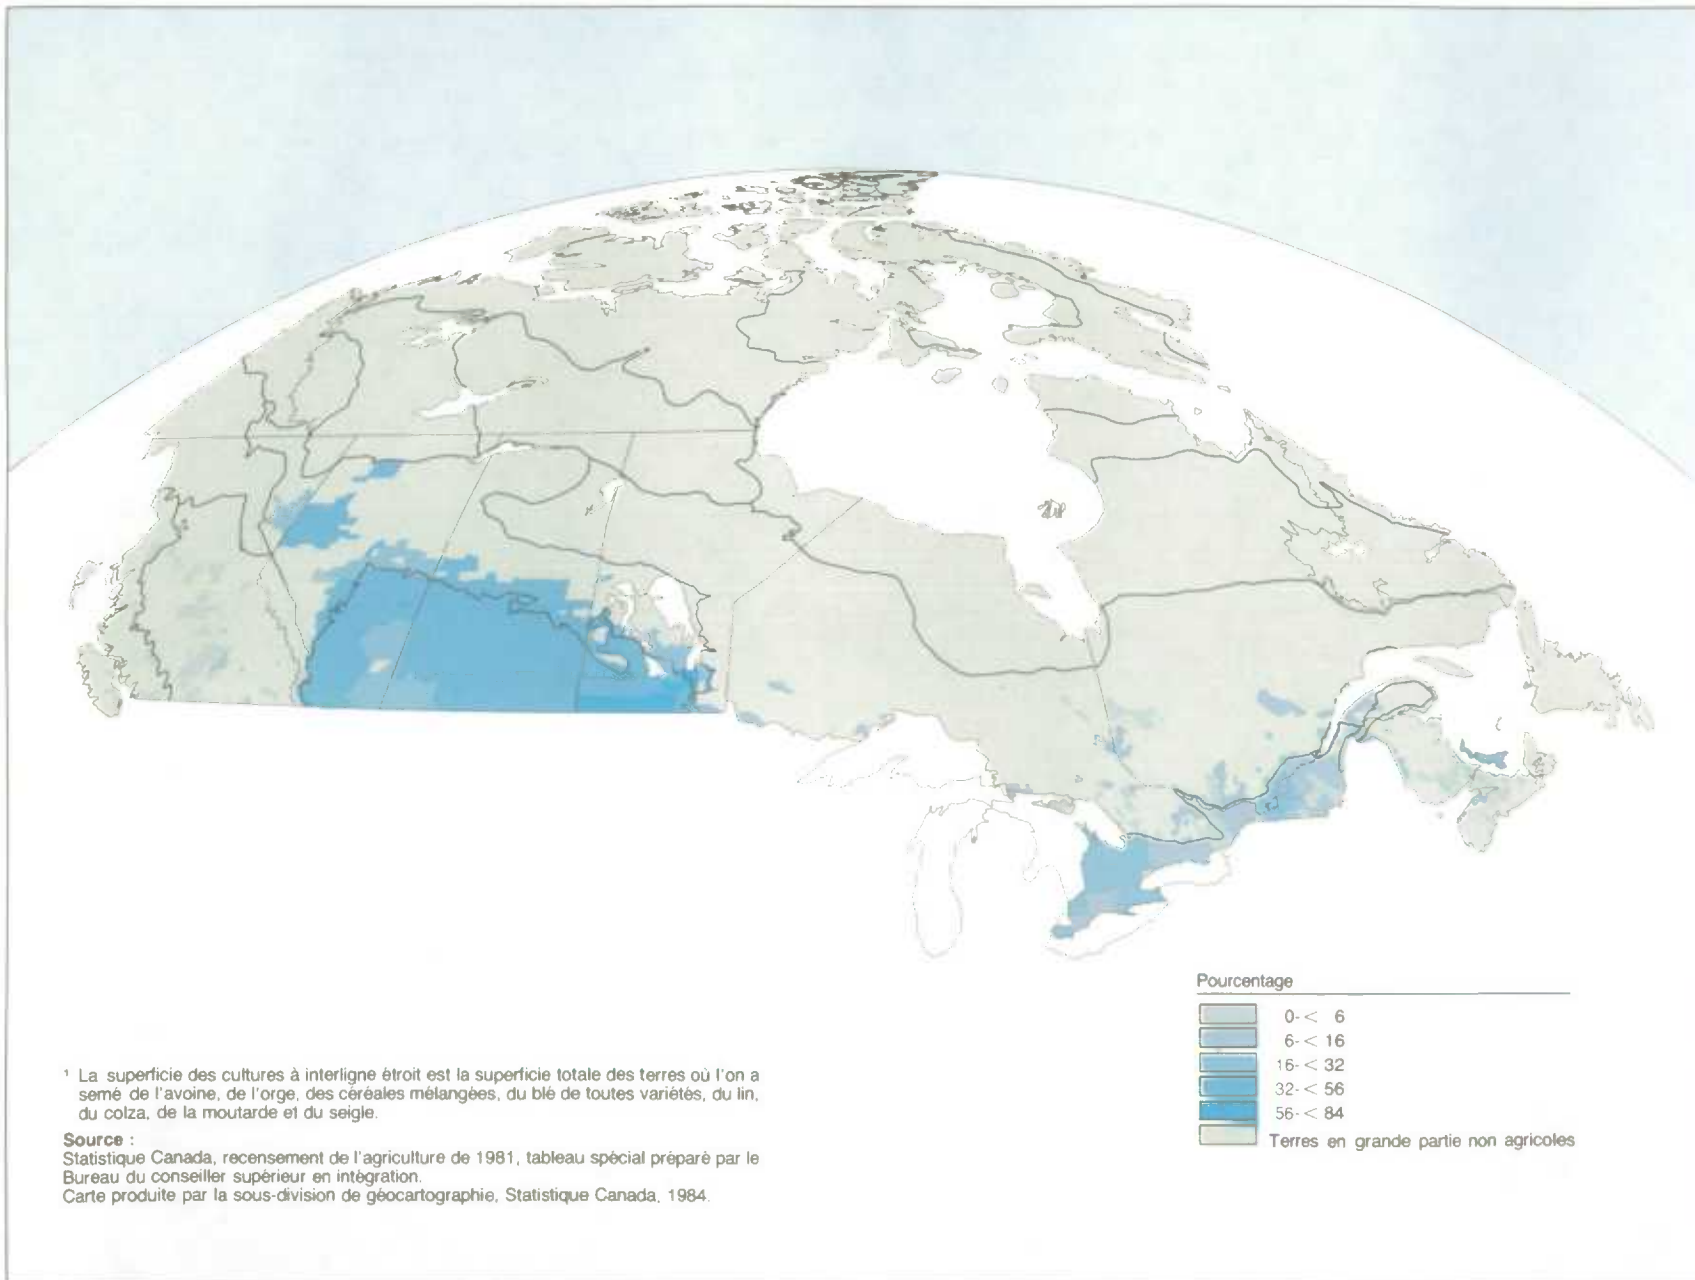 Pourcentage
0-< 6
6-< 16
16-< 32
32-< 56
56-< 84
Terres en grande partie non agricoles
¹ La superficie des cultures à interligne étroit est la superficie totale des terres où l'on a
semé de l'avoine, de l'orge, des céréales mélangées, du blé de toutes variétés, du lin,
du colza, de la moutarde et du seigle.
Source :
Statistique Canada, recensement de l'agriculture de 1981, tableau spécial préparé par le
Bureau du conseiller supérieur en intégration.
Carte produite par la sous-division de géocartographie, Statistique Canada, 1984.